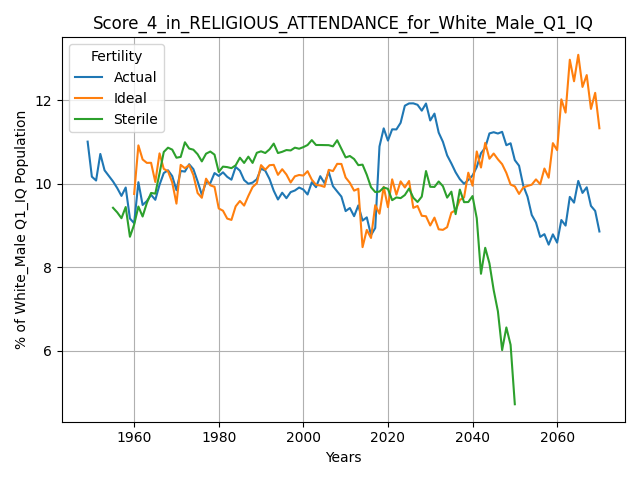 Score_4_in_RELIGIOUS_ATTENDANCE_for_White_Male_Q1_IQ
Fertility
Actual
Ideal
Sterile
% of White_Male Q1_IQ Population
12
10
8
6
1960
1980
2000
2020
2040
2060
Years